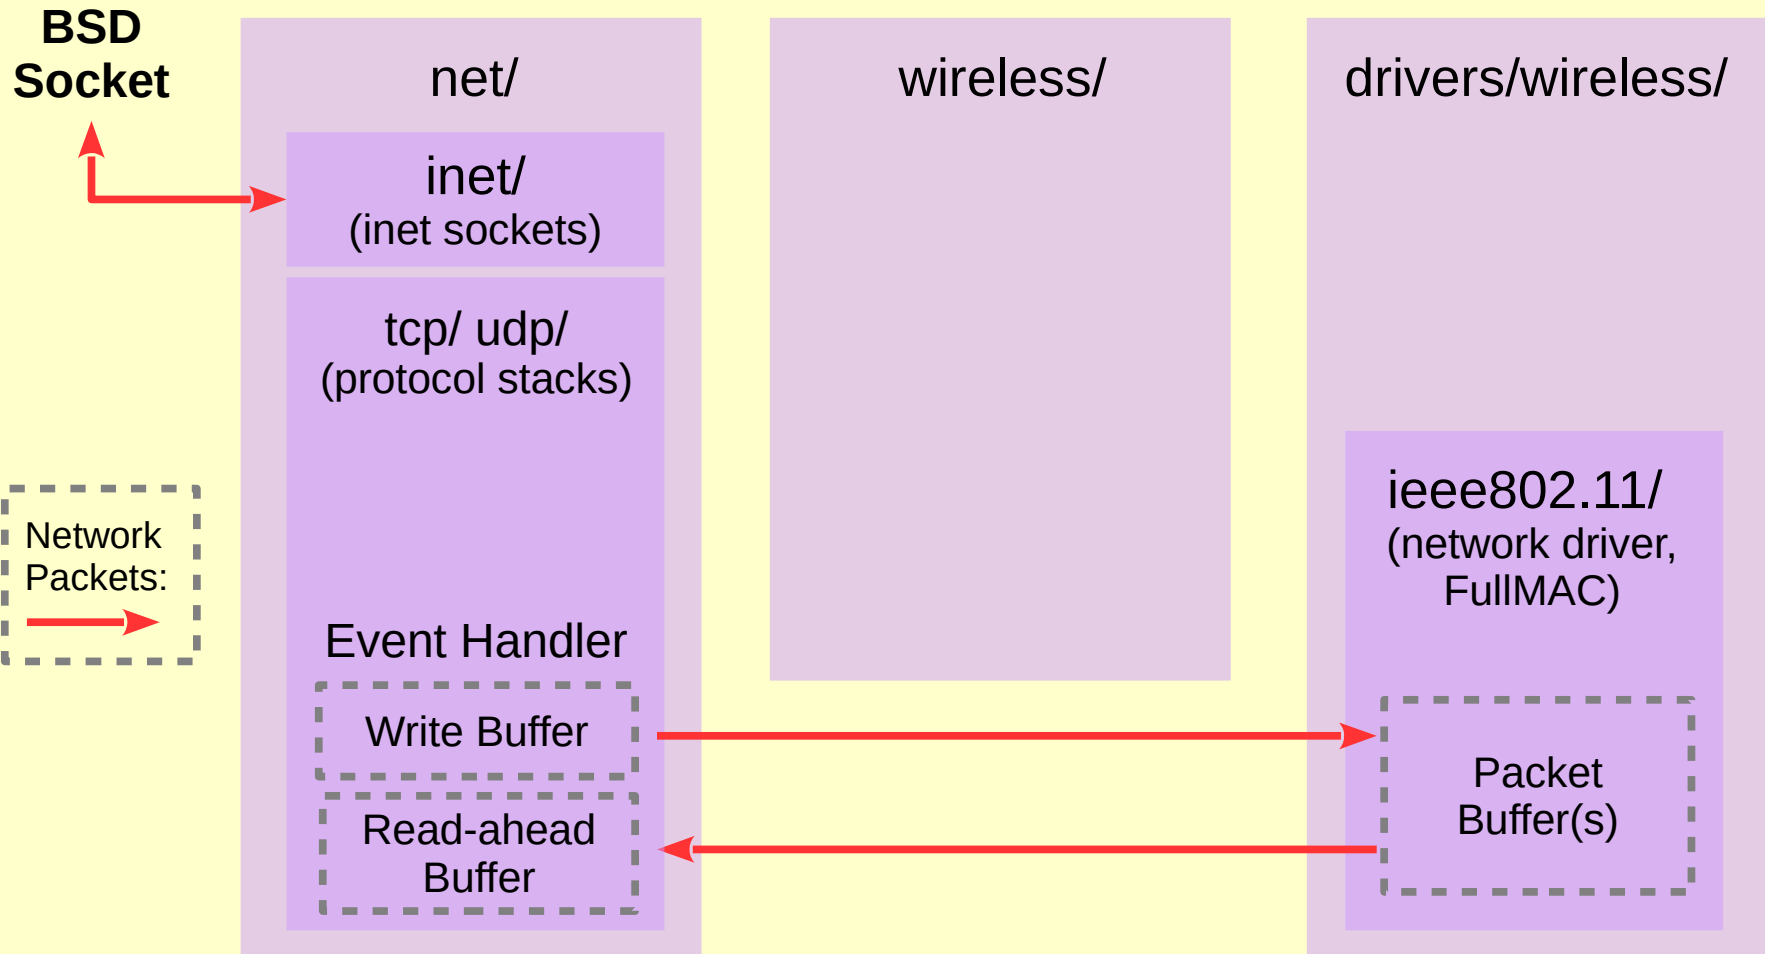 BSD
Socket
net/
inet/
(inet sockets)
tcp/ udp/
(protocol stacks)
Event Handler
Write Buffer
Read-ahead
Buffer
Network
Packets:
wireless/
drivers/wireless/
ieee802.11/
(network driver,
FullMAC)
Packet
Buffer(s)